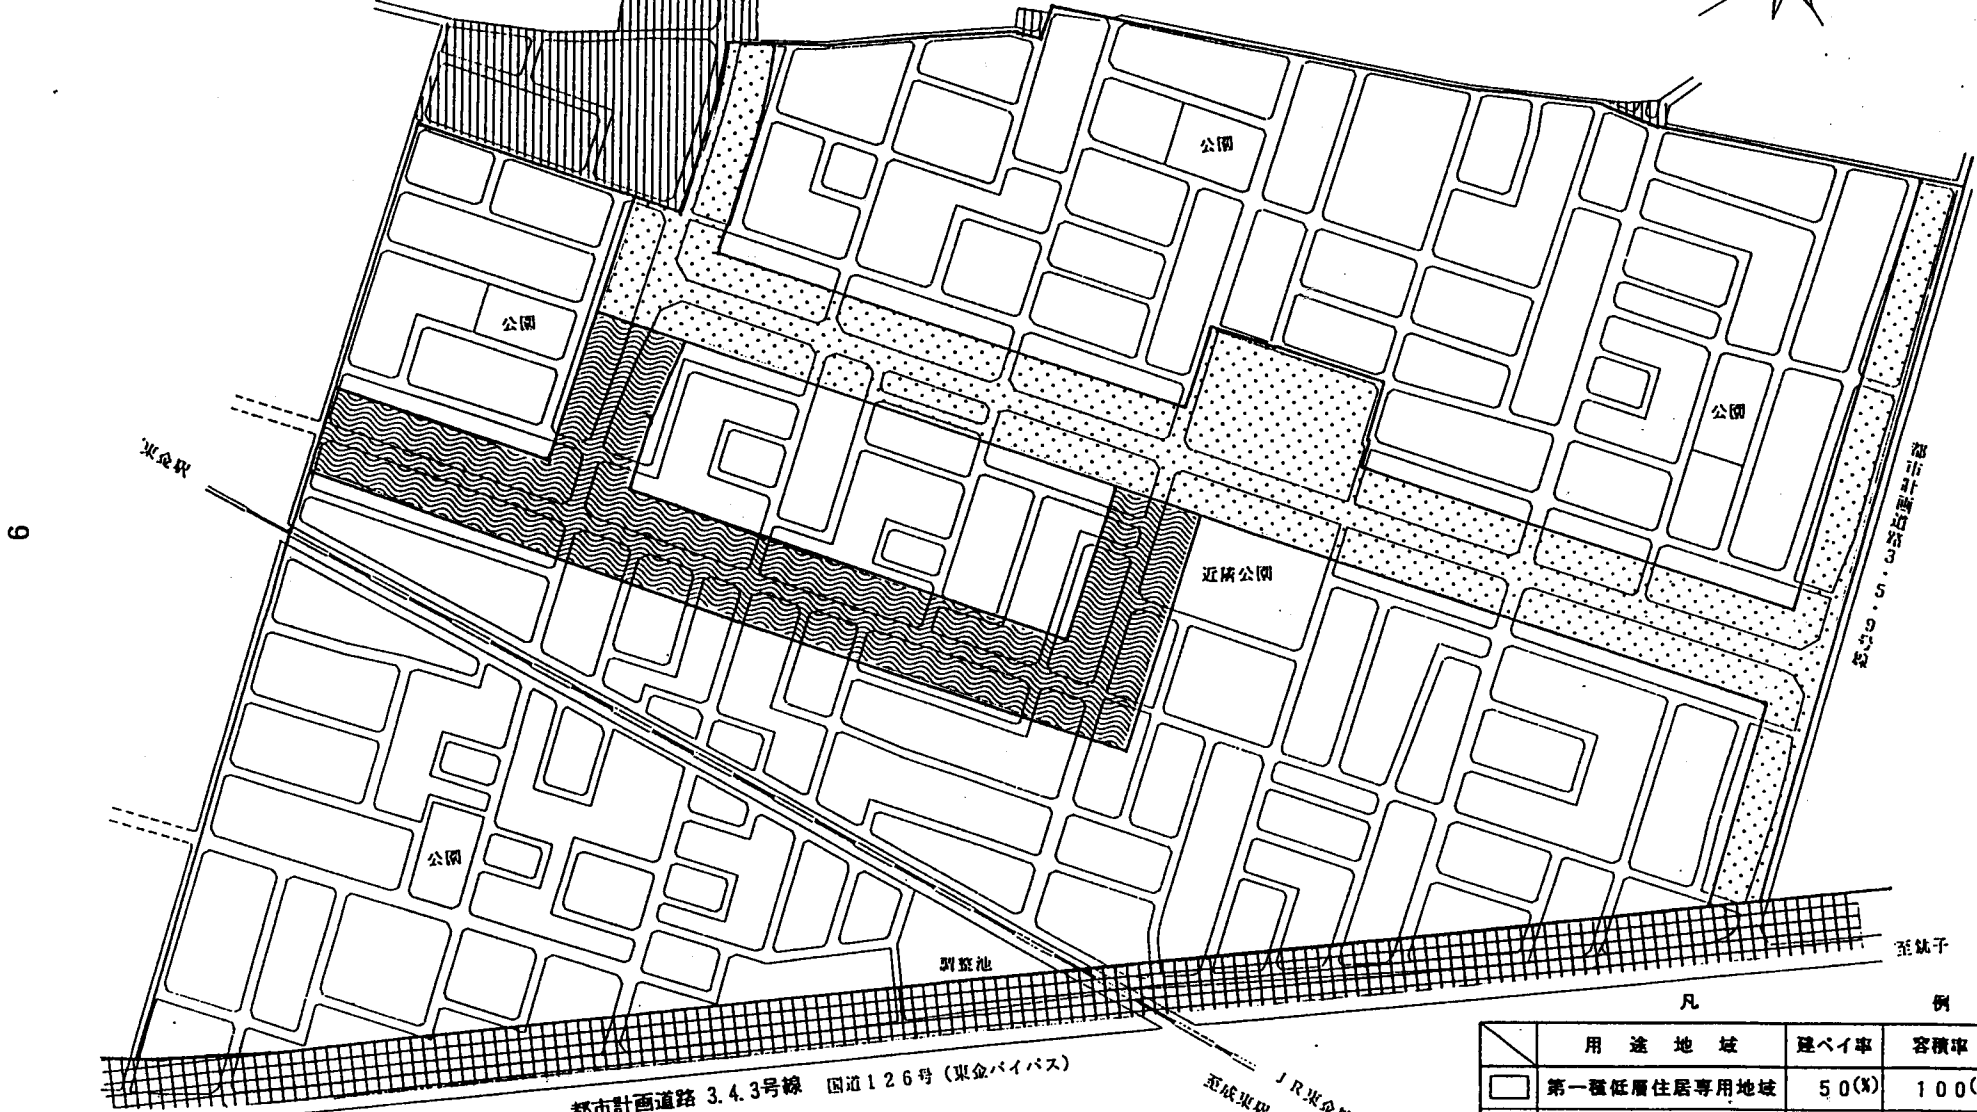 公園
公園
公園
東金駅
都市計画道路3・5・9号線
近隣公園
9
公園
調整池
至銚子
都市計画道路 3.4.3号線 国道126号(東金バイパス)
JR東金線
至成東駅
凡 例
用途地域 建ペイ率 容積率
第一種低層住居専用地域 50(%) 100(